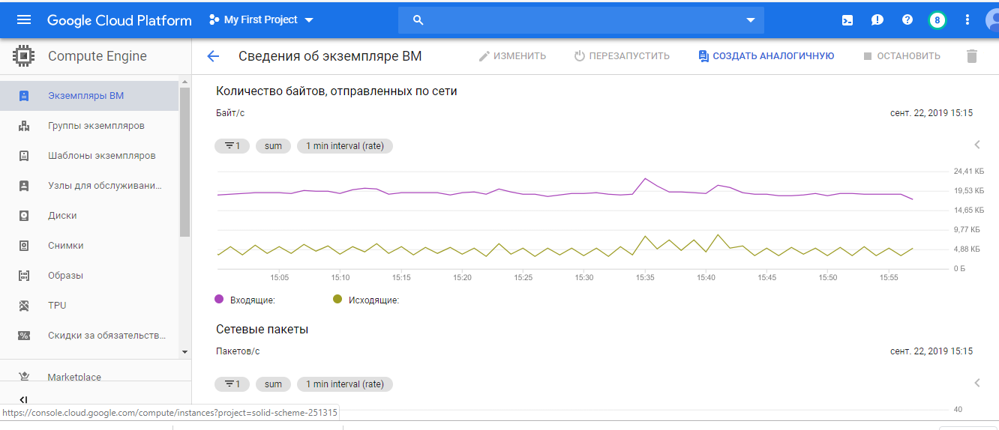 Google Cloud Platform
My First Project
8
Compute Engine
Сведения об экземпляре ВМ
ИЗМЕНИТЬ
ПЕРЕЗАПУСТИТЬ
СОЗДАТЬ АНАЛОГИЧНУЮ
ОСТАНОВИТЬ
Экземпляры ВМ
Группы экземпляров
Шаблоны экземпляров
Узлы для обслуживани...
Диски
Снимки
Образы
TPU
Скидки за обязательств...
Marketplace
Количество байтов, отправленных по сети
Байт/с
сент. 22, 2019 15:15
1
sum
1 min interval (rate)
24,41 КБ
19,53 КБ
14,65 КБ
9,77 КБ
4,88 КБ
0 Б
15:05 15:10 15:15 15:20 15:25 15:30 15:35 15:40 15:45 15:50 15:55
Входящие:
Исходящие:
Сетевые пакеты
Пакетов/с
сент. 22, 2019 15:15
1
sum
1 min interval (rate)
40
https://console.cloud.google.com/compute/instances?project=solid-scheme-251315